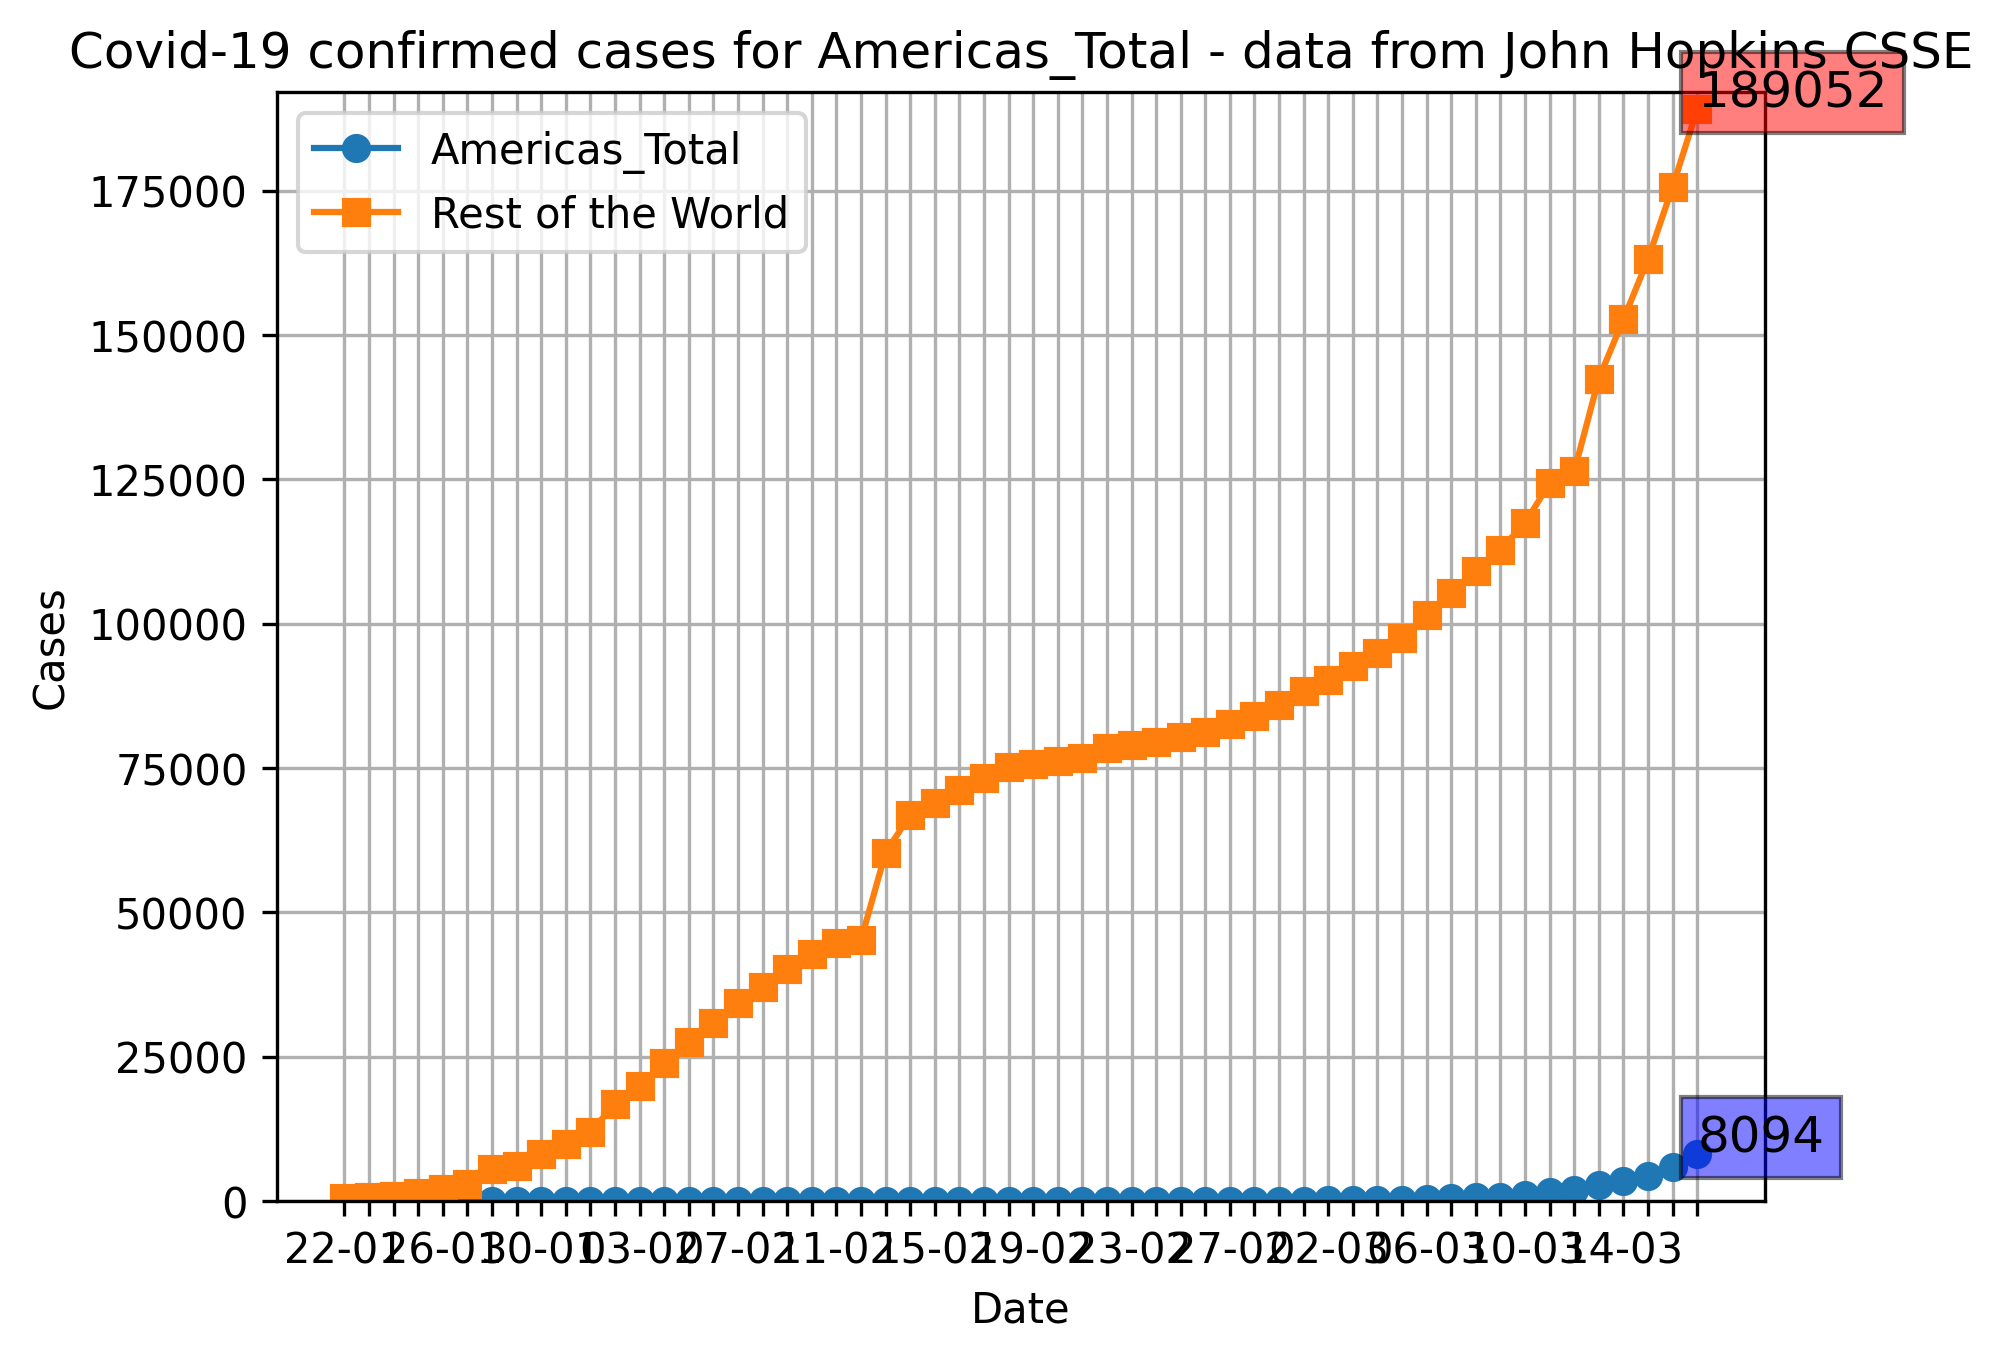 Covid-19 confirmed cases for Americas_Total - data from John Hopkins CSSE
189052
Americas_Total
Rest of the World
175000
150000
125000
100000
75000
50000
25000
0
Cases
8094
22-01 26-01 30-01 03-02 07-02 11-02 15-02 19-02 23-02 27-02 02-03 06-03 10-03 14-03
Date